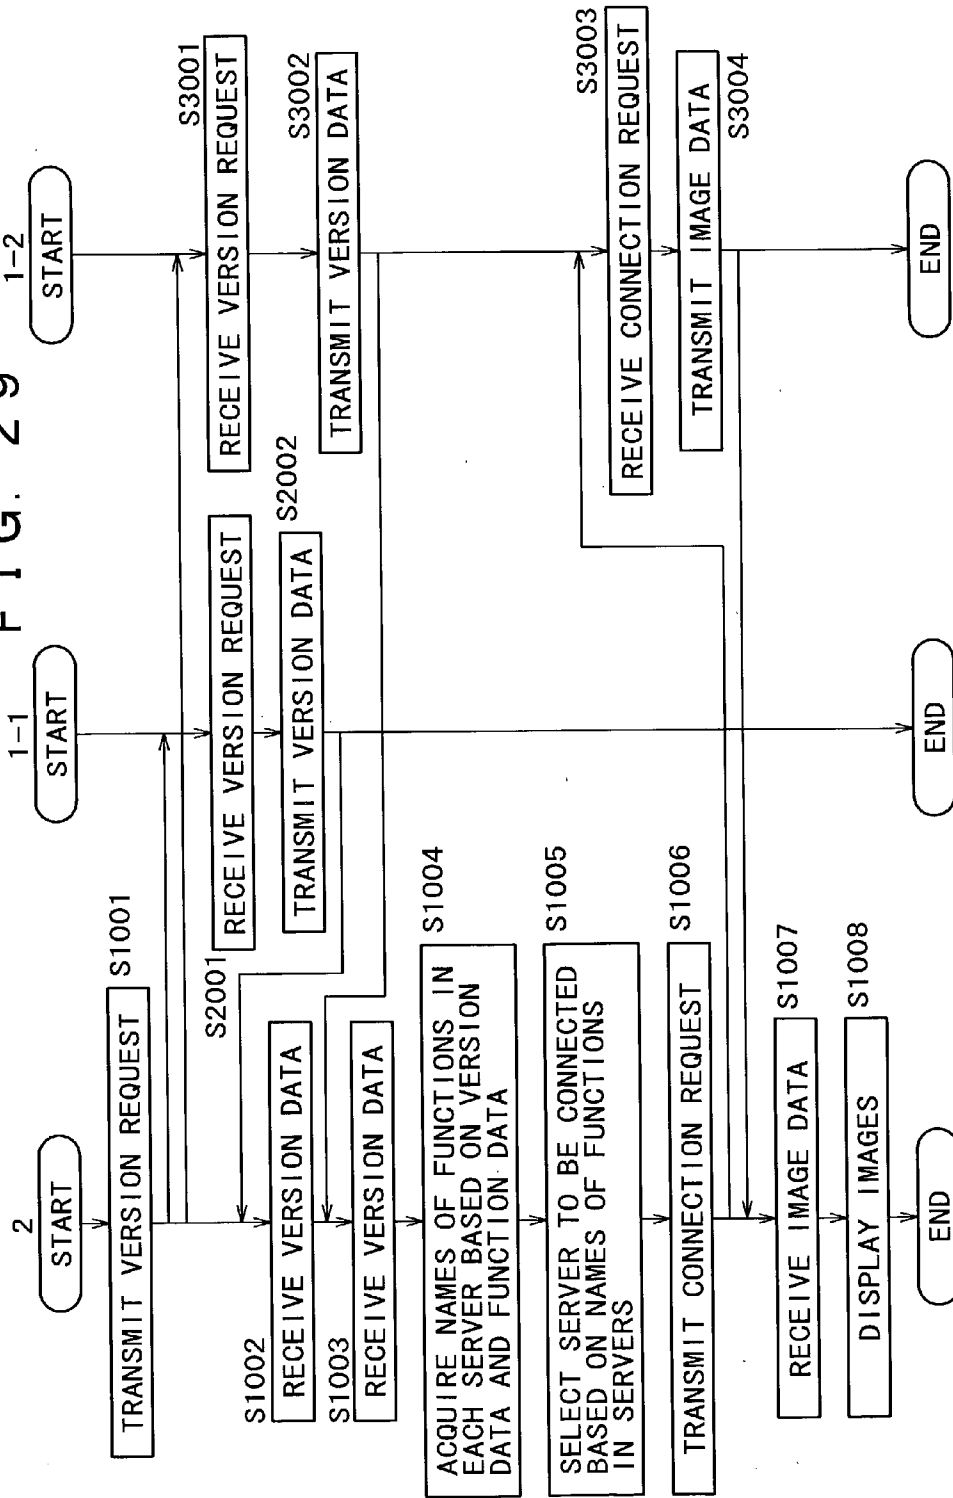 FIG. 29
2
START
TRANSMIT VERSION REQUEST
S1001
S1002
RECEIVE VERSION DATA
S1003
RECEIVE VERSION DATA
ACQUIRE NAMES OF FUNCTIONS IN
EACH SERVER BASED ON VERSION
DATA AND FUNCTION DATA
S1004
SELECT SERVER TO BE CONNECTED
BASED ON NAMES OF FUNCTIONS
IN SERVERS
S1005
TRANSMIT CONNECTION REQUEST
S1006
RECEIVE IMAGE DATA
S1007
DISPLAY IMAGES
S1008
END
1-1
START
S2001
RECEIVE VERSION REQUEST
TRANSMIT VERSION DATA
S2002
END
1-2
START
RECEIVE VERSION REQUEST
S3001
TRANSMIT VERSION DATA
S3002
RECEIVE CONNECTION REQUEST
S3003
TRANSMIT IMAGE DATA
S3004
END